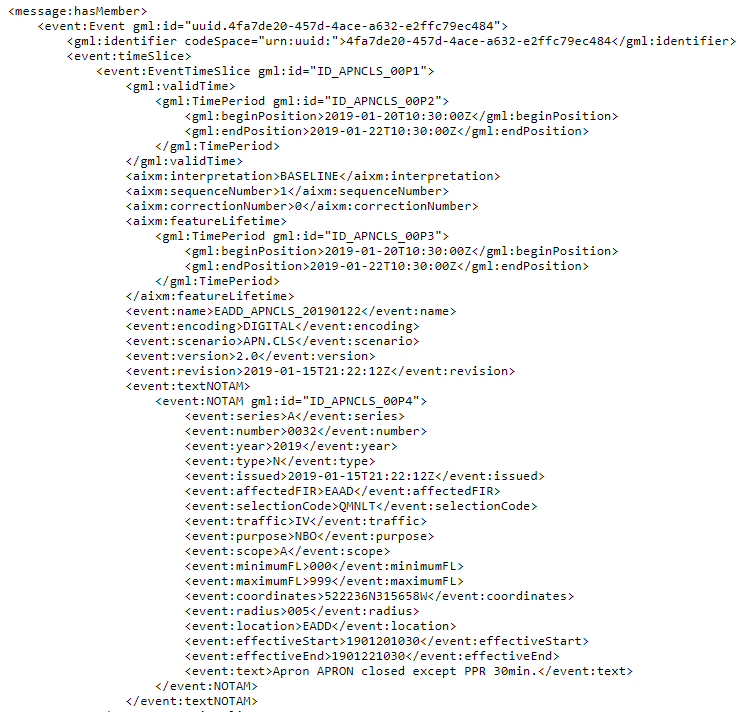 <message:hasMember>
<event:Event gml:id="uuid.4fa7de20-457d-4ace-a632-e2ffc79ec484">
<gml:identifier codeSpace="urn:uuid:">4fa7de20-457d-4ace-a632-e2ffc79ec484</gml:identifier>
<event:timeSlice>
<event:EventTimeSlice gml:id="ID_APNCLS_00P1">
<gml:validTime>
<gml:TimePeriod gml:id="ID_APNCLS_00P2">
<gml:beginPosition>2019-01-20T10:30:00Z</gml:beginPosition>
<gml:endPosition>2019-01-22T10:30:00Z</gml:endPosition>
</gml:TimePeriod>
</gml:validTime>
<aixm:interpretation>BASELINE</aixm:interpretation>
<aixm:sequenceNumber>1</aixm:sequenceNumber>
<aixm:correctionNumber>0</aixm:correctionNumber>
<aixm:featureLifetime>
<gml:TimePeriod gml:id="ID_APNCLS_00P3">
<gml:beginPosition>2019-01-20T10:30:00Z</gml:beginPosition>
<gml:endPosition>2019-01-22T10:30:00Z</gml:endPosition>
</gml:TimePeriod>
</aixm:featureLifetime>
<event:name>EADD_APNCLS_20190122</event:name>
<event:encoding>DIGITAL</event:encoding>
<event:scenario>APN.CLS</event:scenario>
<event:version>2.0</event:version>
<event:revision>2019-01-15T21:22:12Z</event:revision>
<event:textNOTAM>
<event:NOTAM gml:id="ID_APNCLS_00P4">
<event:series>A</event:series>
<event:number>0032</event:number>
<event:year>2019</event:year>
<event:type>N</event:type>
<event:issued>2019-01-15T21:22:12Z</event:issued>
<event:affectedFIR>EAAD</event:affectedFIR>
<event:selectionCode>QMNLT</event:selectionCode>
<event:traffic>IV</event:traffic>
<event:purpose>NBO</event:purpose>
<event:scope>A</event:scope>
<event:minimumFL>000</event:minimumFL>
<event:maximumFL>999</event:maximumFL>
<event:coordinates>522236N315658W</event:coordinates>
<event:radius>005</event:radius>
<event:location>EADD</event:location>
<event:effectiveStart>1901201030</event:effectiveStart>
<event:effectiveEnd>1901221030</event:effectiveEnd>
<event:text>Apron APRON closed except PPR 30min.</event:text>
</event:NOTAM>
</event:textNOTAM>